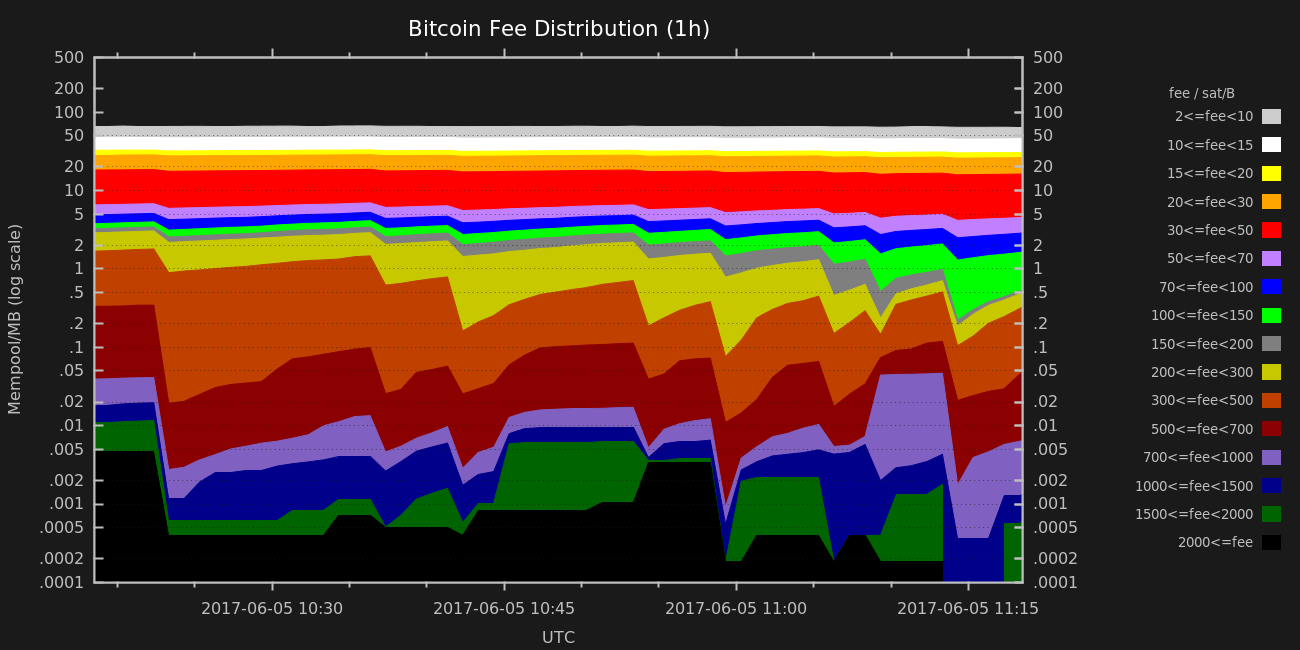 Bitcoin Fee Distribution (1h)
Mempool/MB (log scale)
500
200
100
50
20
10
5
2
1
.5
.2
.1
.05
.02
.01
.005
.002
.001
.0005
.0002
.0001
500
200
100
50
20
10
5
2
1
.5
.2
.1
.05
.02
.01
.005
.002
.001
.0005
.0002
.0001
2017-06-05 10:30 2017-06-05 10:45 2017-06-05 11:00 2017-06-05 11:15
UTC
fee / sat/B
2<=fee<10
10<=fee<15
15<=fee<20
20<=fee<30
30<=fee<50
50<=fee<70
70<=fee<100
100<=fee<150
150<=fee<200
200<=fee<300
300<=fee<500
500<=fee<700
700<=fee<1000
1000<=fee<1500
1500<=fee<2000
2000<=fee